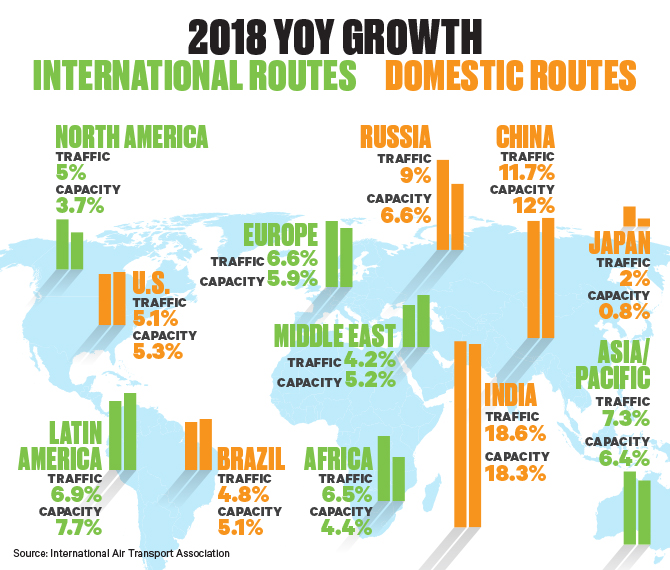 2018 YOY GROWTH
INTERNATIONAL ROUTES DOMESTIC ROUTES
NORTH AMERICA
TRAFFIC
5%
CAPACITY
3.7%
RUSSIA
TRAFFIC
9%
CAPACITY
6.6%
CHINA
TRAFFIC
11.7%
CAPACITY
12%
EUROPE
TRAFFIC 6.6%
CAPACITY 5.9%
JAPAN
TRAFFIC
2%
CAPACITY
0.8%
U.S.
TRAFFIC
5.1%
CAPACITY
5.3%
MIDDLE EAST
TRAFFIC 4.2%
CAPACITY 5.2%
ASIA/
PACIFIC
TRAFFIC
7.3%
CAPACITY
6.4%
INDIA
TRAFFIC
18.6%
CAPACITY
18.3%
LATIN
AMERICA
TRAFFIC
6.9%
CAPACITY
7.7%
BRAZIL
TRAFFIC
4.8%
CAPACITY
5.1%
AFRICA
TRAFFIC
6.5%
CAPACITY
4.4%
Source: International Air Transport Association